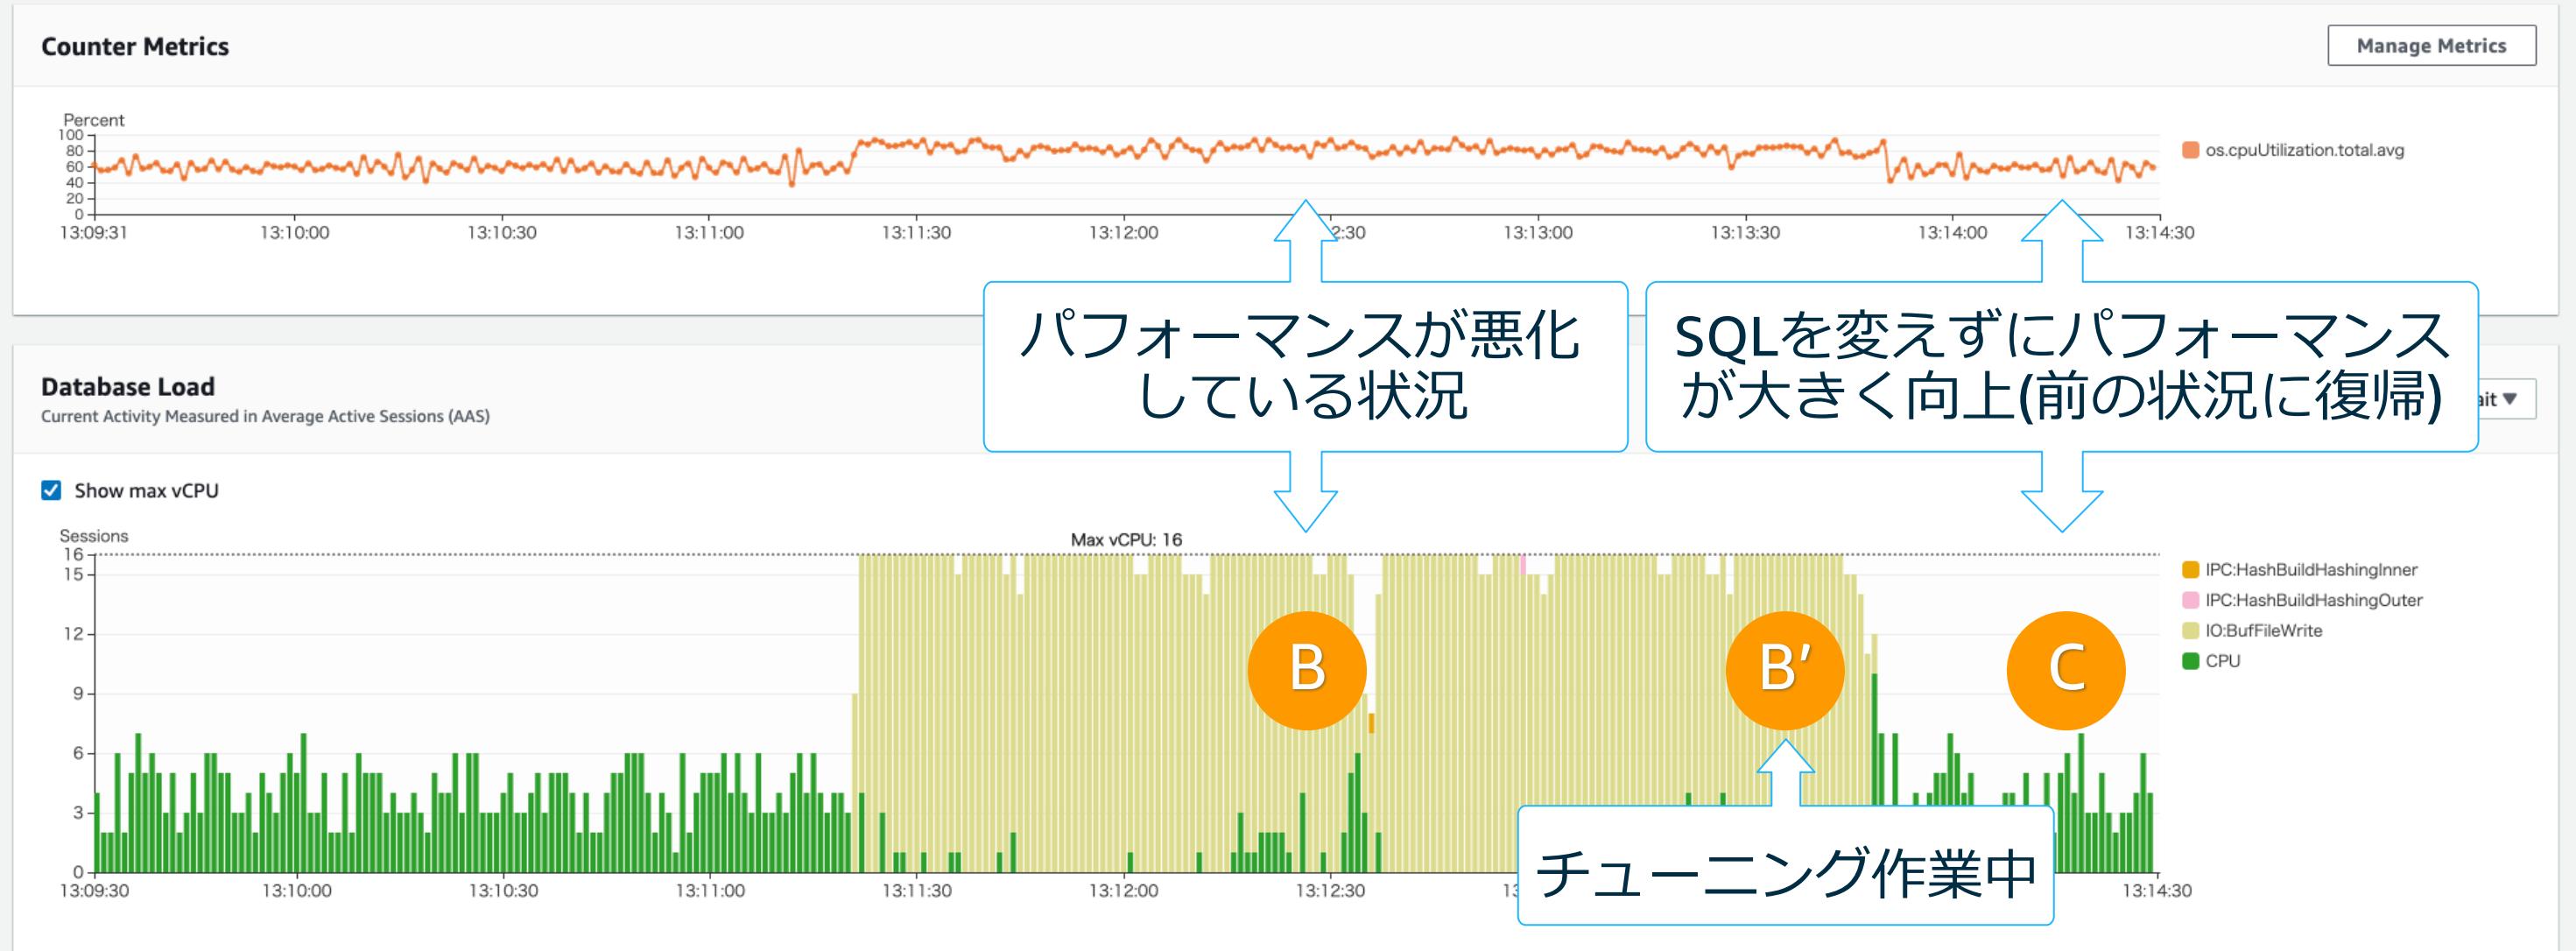 Counter Metrics
Manage Metrics
Percent
100
80
60
40
20
0
os.cpuUtilization.total.avg
13:09:31 13:10:00 13:10:30 13:11:00 13:11:30 13:12:00 2:30 13:13:00 13:13:30 13:14:00 13:14:30
パフォーマンスが悪化
している状況
SQLを変えずにパフォーマンス
が大きく向上(前の状況に復帰)
Database Load
Current Activity Measured in Average Active Sessions (AAS)
ait
Show max vCPU
Sessions
Max vCPU: 16
16
15
12
9
6
3
0
IPC:HashBuildHashingInner
IPC:HashBuildHashingOuter
IO:BufFileWrite
CPU
B
B'
C
チューニング作業中
13:09:30 13:10:00 13:10:30 13:11:00 13:11:30 13:12:00 13:12:30 13 13:14:30